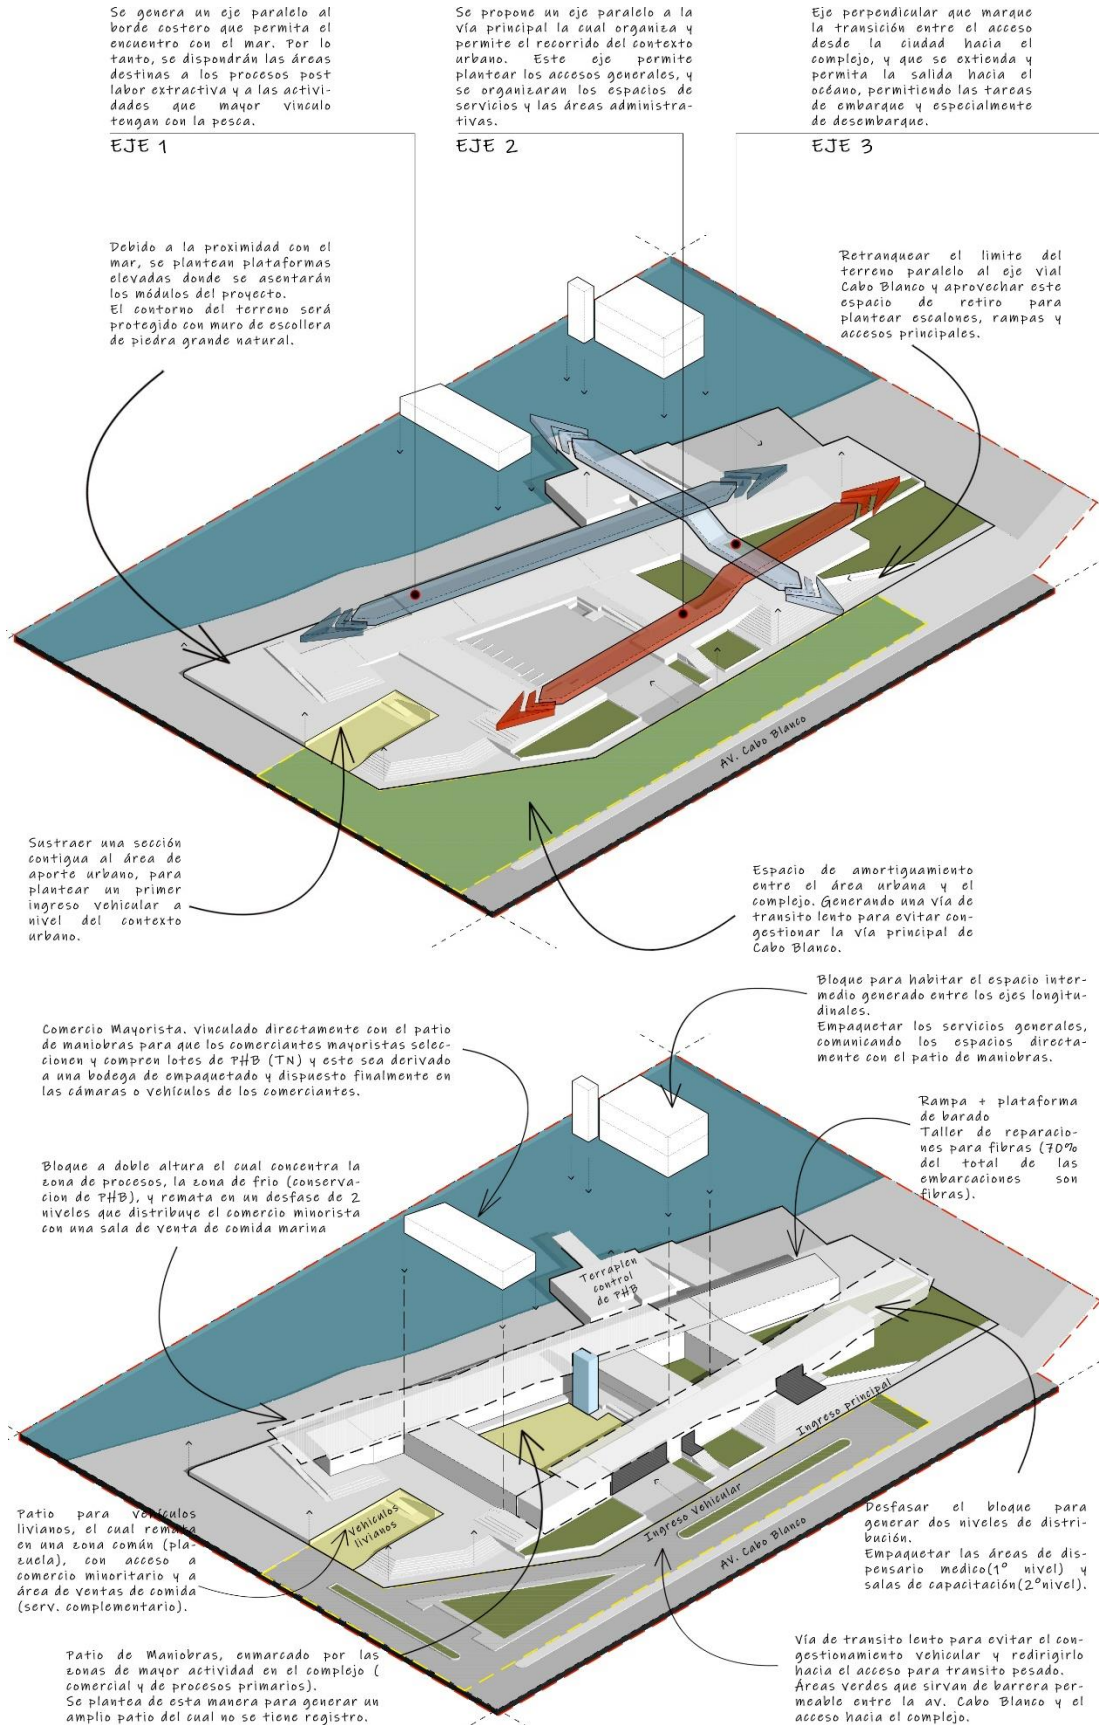 Se genera un eje paralelo al
borde costero que permita el
encuentro con el mar. Por lo
tanto, se dispondrán las áreas
destinas a los procesos post
labor extractiva y a las activi-
dades que mayor vinculo
tengan con la pesca.
EJE 1
Se propone un eje paralelo a la
vía principal la cual organiza y
permite el recorrido del contexto
urbano. Este eje permite
plantear los accesos generales, y
se organizaran los espacios de
servicios y las áreas administra-
tivas.
EJE 2
Eje perpendicular que marque
la transición entre el acceso
desde la ciudad hacia el
complejo, y que se extienda y
permita la salida hacia el
océano, permitiendo las tareas
de embarque y especialmente
de desembarque.
EJE 3
Debido a la proximidad con el
mar, se plantean plataformas
elevadas donde se asentarán
los módulos del proyecto.
El contorno del terreno será
protegido con muro de escollera
de piedra grande natural.
Retranquear el limite del
terreno paralelo al eje vial
Cabo Blanco y aprovechar este
espacio de retiro para
plantear escalones, rampas y
accesos principales.
AV. Cabo Blanco
Sustraer una sección
contigua al área de
aporte urbano, para
plantear un primer
ingreso vehicular a
nivel del contexto
urbano.
Espacio de amortiguamiento
entre el área urbana y el
complejo. Generando una vía de
transito lento para evitar con-
gestionar la vía principal de
Cabo Blanco.
Bloque para habitar el espacio inter-
medio generado entre los ejes longitu-
dinales.
Empaquetar los servicios generales,
comunicando los espacios directa-
mente con el patio de maniobras.
Comercio Mayorista. vinculado directamente con el patio
de maniobras para que los comerciantes mayoristas selec-
cionen y compren lotes de PHB (TN) y este sea derivado
a una bodega de empaquetado y dispuesto finalmente en
las cámaras o vehículos de los comerciantes.
Rampa + plataforma
de barado
Taller de reparacio-
nes para fibras (70%
del total de las
embarcaciones son
fibras).
Bloque a doble altura el cual concentra la
zona de procesos, la zona de frio (conserva-
cion de PHB), y remata en un desfase de 2
niveles que distribuye el comercio minorista
con una sala de venta de comida marina
Terraplen
control
de PHB
Ingreso principal
Ingreso Vehicular
Vehículos
livianos
AV. Cabo Blanco
Patio para vehículos
livianos, el cual remata
en una zona común (pla-
zuela), con acceso a
comercio minoritario y a
área de ventas de comida
(serv. complementario).
Desfasar el bloque para
generar dos niveles de distri-
bución.
Empaquetar las áreas de dis-
pensario medico(1° nivel) y
salas de capacitación(2°nivel).
Patio de Maniobras, enmarcado por las
zonas de mayor actividad en el complejo (
comercial y de procesos primarios).
Se plantea de esta manera para generar un
amplio patio del cual no se tiene registro.
Vía de transito lento para evitar el con-
gestionamiento vehicular y redirigirlo
hacia el acceso para transito pesado.
Áreas verdes que sirvan de barrera per-
meable entre la av. Cabo Blanco y el
acceso hacia el complejo.